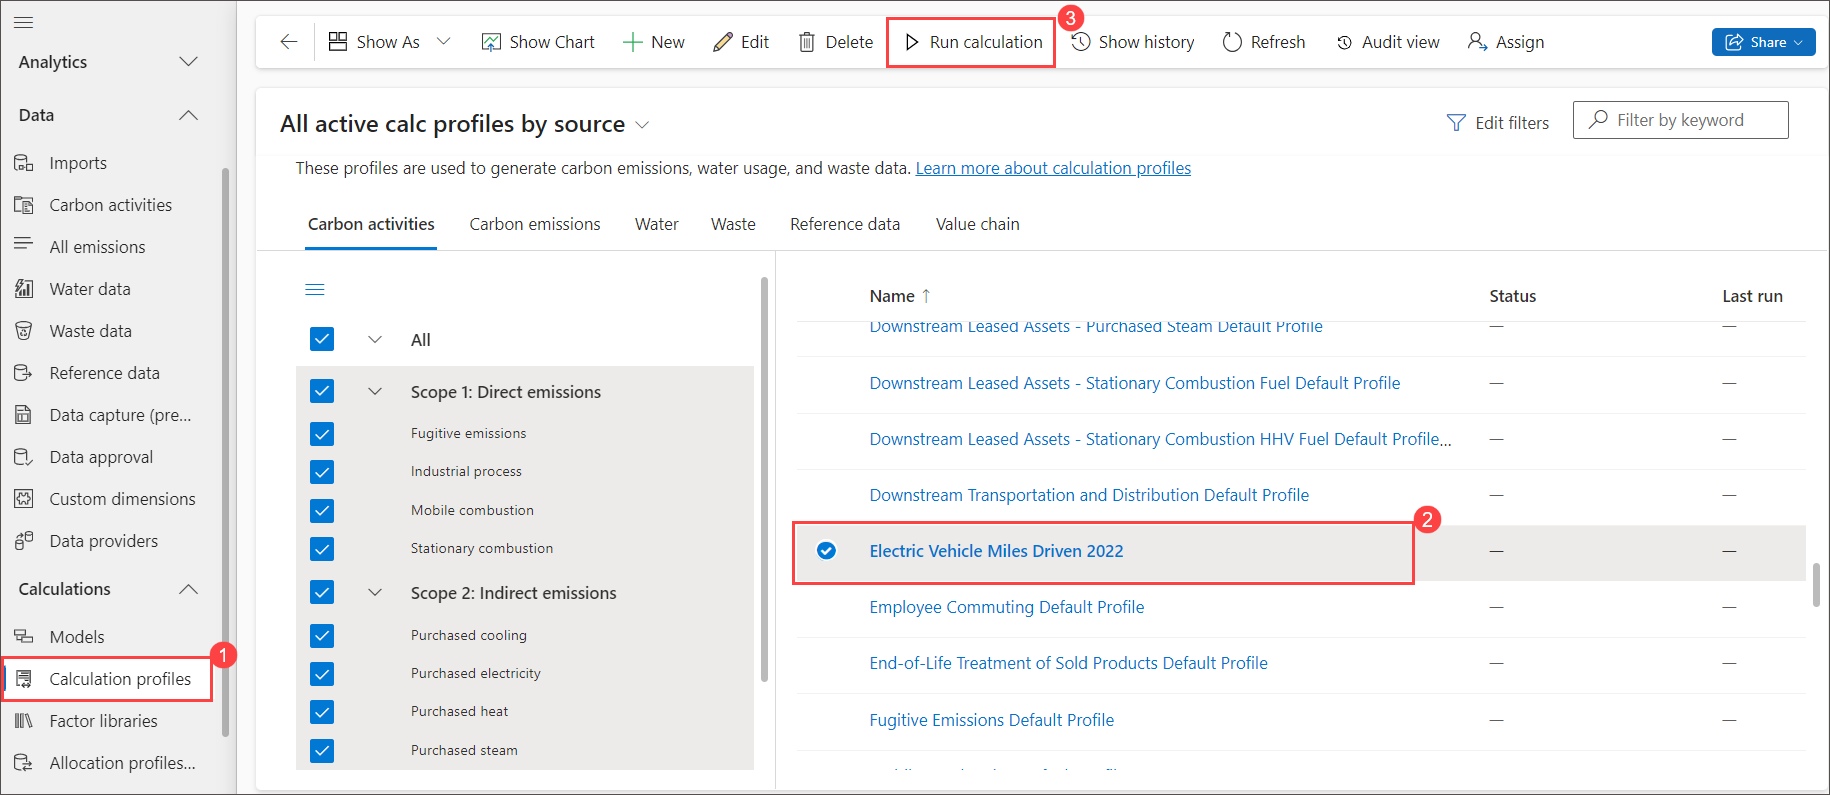 Analytics
Data
Imports
Carbon activities
All emissions
Water data
Waste data
Reference data
Data capture (pre...
Data approval
Custom dimensions
Data providers
Calculations
Models
1
Calculation profiles
Factor libraries
Allocation profiles...
Show As
Show Chart
New
Edit
Delete
Run calculation
3
Show history
Refresh
Audit view
Assign
Share
All active calc profiles by source
Edit filters
Filter by keyword
These profiles are used to generate carbon emissions, water usage, and waste data. Learn more about calculation profiles
Carbon activities
Carbon emissions
Water
Waste
Reference data
Value chain
All
Scope 1: Direct emissions
Fugitive emissions
Industrial process
Mobile combustion
Stationary combustion
Scope 2: Indirect emissions
Purchased cooling
Purchased electricity
Purchased heat
Purchased steam
Name ↑ Status Last run
Downstream Leased Assets - Purchased Steam Default Profile — —
Downstream Leased Assets - Stationary Combustion Fuel Default Profile — —
Downstream Leased Assets - Stationary Combustion HHV Fuel Default Profile... — —
Downstream Transportation and Distribution Default Profile — —
2
Electric Vehicle Miles Driven 2022 — —
Employee Commuting Default Profile — —
End-of-Life Treatment of Sold Products Default Profile — —
Fugitive Emissions Default Profile — —